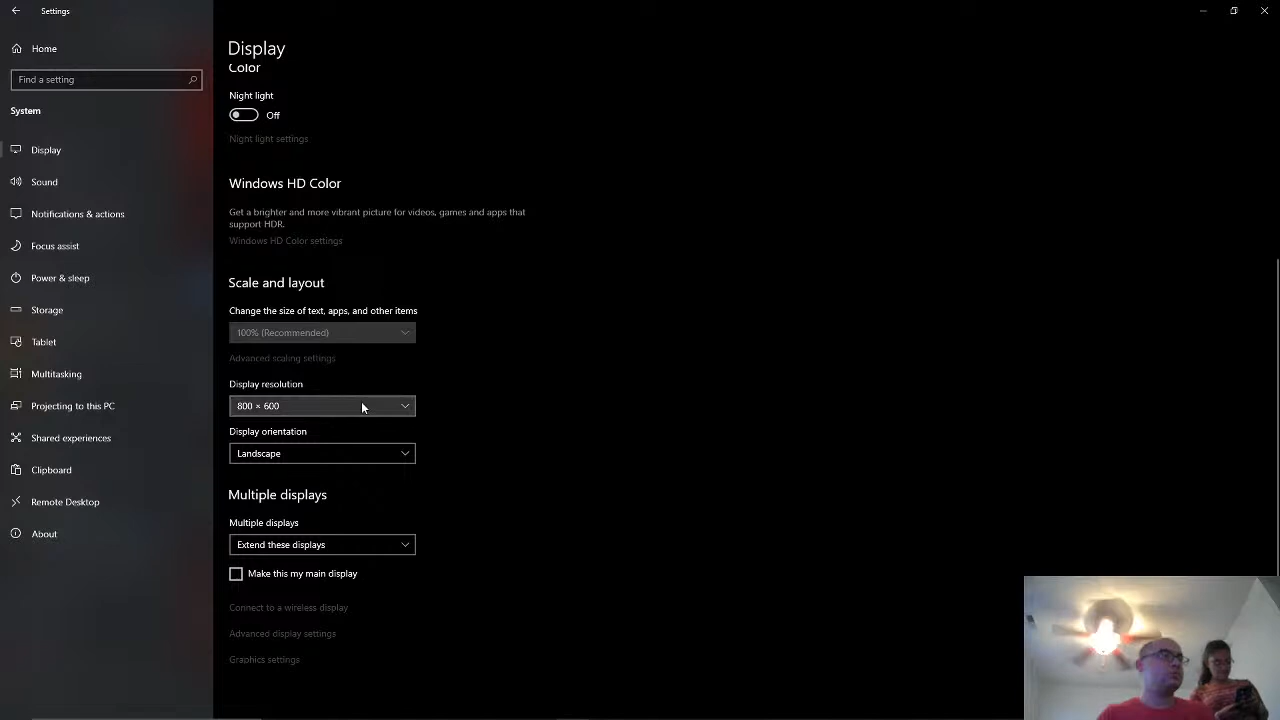 Settings
Home
Find a setting
System
Display
Sound
Notifications & actions
Focus assist
Power & sleep
Storage
Tablet
Multitasking
Projecting to this PC
Shared experiences
Clipboard
Remote Desktop
About
Display
Color
Night light
Off
Night light settings
Windows HD Color
Get a brighter and more vibrant picture for videos, games and apps that
support HDR.
Windows HD Color settings
Scale and layout
Change the size of text, apps, and other items
100% (Recommended)
Advanced scaling settings
Display resolution
800 × 600
Display orientation
Landscape
Multiple displays
Multiple displays
Extend these displays
Make this my main display
Connect to a wireless display
Advanced display settings
Graphics settings